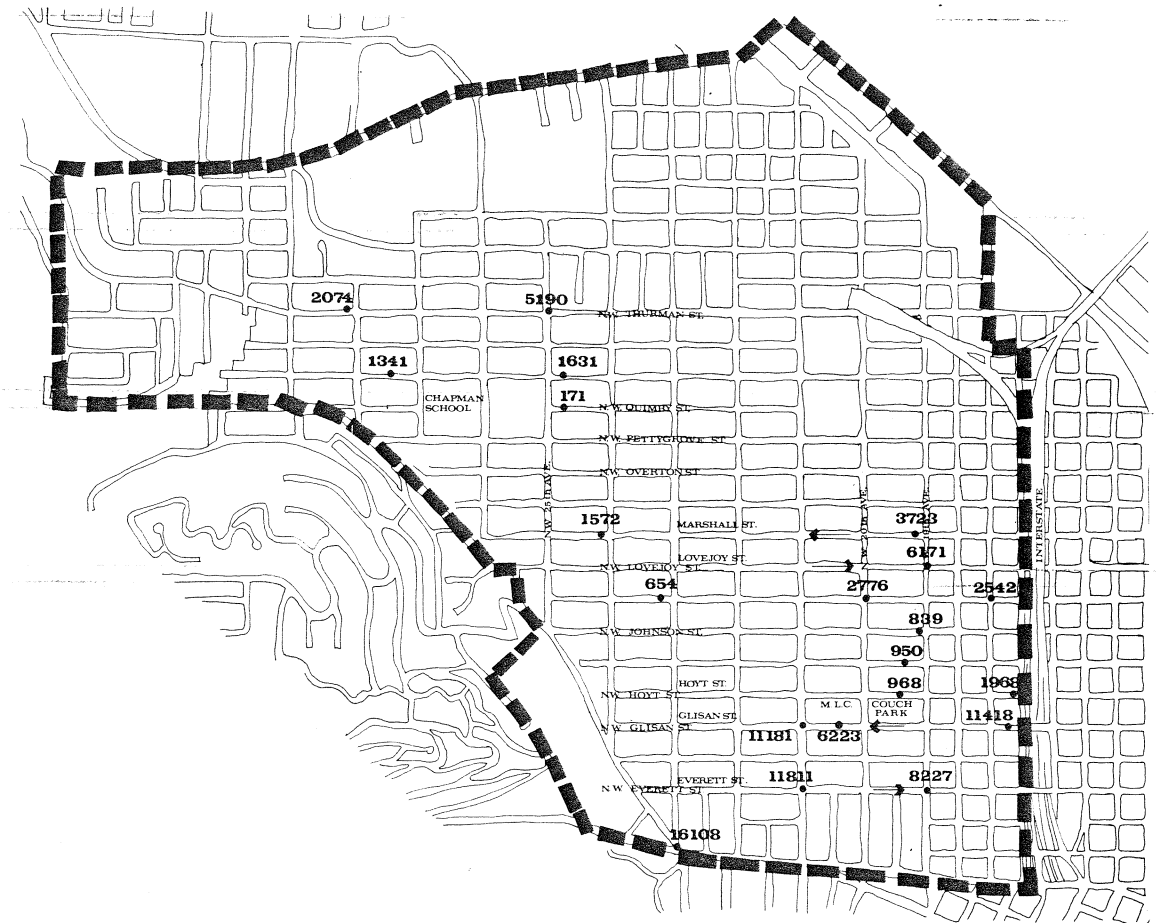 2074
5190
N.W. THURMAN ST.
1341
1631
CHAPMAN
SCHOOL
171
N.W. QUIMBY ST.
N.W. PETTYGROVE ST
N.W. OVERTON ST
N.W. 25th AVE.
1572
MARSHALL ST.
N.W. 20th AVE.
3723
INTERSTATE
LOVEJOY ST.
N.W. LOVEJOY ST.
6171
654
2776
2542
839
N.W. JOHNSON ST.
950
HOYT ST.
N.W. HOYT ST.
968
1968
M L.C.
COUCH
PARK
GLISAN ST.
N.W. GLISAN ST.
11181
6223
11418
EVERETT ST.
N.W. EVERETT ST
11811
8227
16108